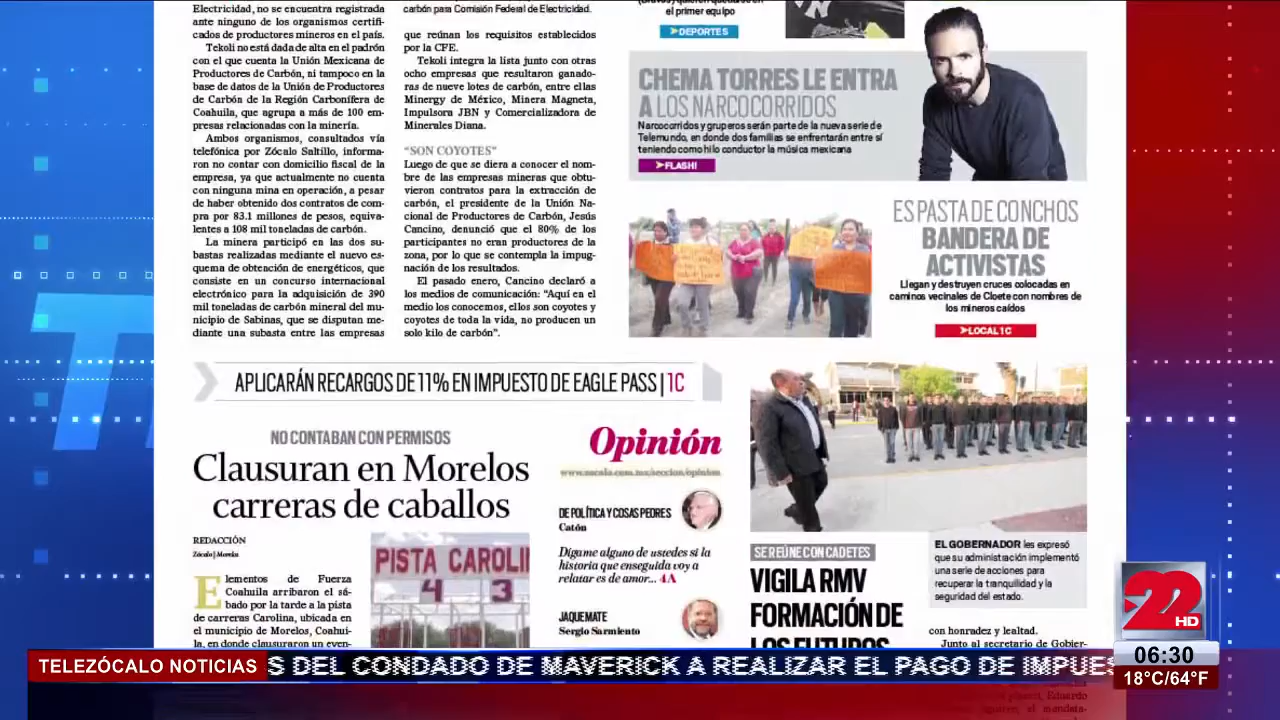 Electricidad, no se encuentra registrada
ante ninguno de los organismos certifi-
cados de productores mineros en el país.
Tekoli no está dada de alta en el padrón
con el que cuenta la Unión Mexicana de
Productores de Carbón, ni tampoco en la
base de datos de la Unión de Productores
de Carbón de la Región Carbonífera de
Coahuila, que agrupa a más de 100 em-
presas relacionadas con la minería.
Ambos organismos, consultados vía
telefónica por Zócalo Saltillo, informa-
ron no contar con domicilio fiscal de la
empresa, ya que actualmente no cuenta
con ninguna mina en operación, a pesar
de haber obtenido dos contratos de com-
pra por 83.1 millones de pesos, equiva-
lentes a 108 mil toneladas de carbón.
La minera participó en las dos su-
bastas realizadas mediante el nuevo es-
quema de obtención de energéticos, que
consiste en un concurso internacional
electrónico para la adquisición de 390
mil toneladas de carbón mineral del mu-
nicipio de Sabinas, que se disputan me-
diante una subasta entre las empresas
carbón para Comisión Federal de Electricidad.
que reúnan los requisitos establecidos
por la CFE.
Tekoli integra la lista junto con otras
ocho empresas que resultaron ganado-
ras de nueve lotes de carbón, entre ellas
Minergy de México, Minera Magneta,
Impulsora JBN y Comercializadora de
Minerales Diana.
“SON COYOTES”
Luego de que se diera a conocer el nom-
bre de las empresas mineras que obtu-
vieron contratos para la extracción de
carbón, el presidente de la Unión Na-
cional de Productores de Carbón, Jesús
Cancino, denunció que el 80% de los
participantes no eran productores de la
zona, por lo que se contempla la impug-
nación de los resultados.
El pasado enero, Cancino declaró a
los medios de comunicación: “Aquí en el
medio los conocemos, ellos son coyotes y
coyotes de toda la vida, no producen un
solo kilo de carbón”.
el primer equipo
DEPORTES
CHEMA TORRES LE ENTRA
A LOS NARCOCORRIDOS
Narcocorridos y gruperos serán parte de la nueva serie de
Telemundo, en donde dos familias se enfrentarán entre sí
teniendo como hilo conductor la música mexicana
FLASH!
ES PASTA DE CONCHOS
BANDERA DE
ACTIVISTAS
Llegan y destruyen cruces colocadas en
caminos vecinales de Cloete con nombres de
los mineros caídos
LOCAL 1C
APLICARÁN RECARGOS DE 11% EN IMPUESTO DE EAGLE PASS | 1C
NO CONTABAN CON PERMISOS
Clausuran en Morelos
carreras de caballos
REDACCIÓN
Zócalo | Morelos
Elementos de Fuerza
Coahuila arribaron el sá-
bado por la tarde a la pista
de carreras Carolina, ubicada en
el municipio de Morelos, Coahui-
la, en donde clausuraron un even-
PISTA CAROLI
4 3
Opinión
www.zocalo.com.mx/seccion/opinion
DE POLÍTICA Y COSAS PEORES
Catón
Dígame alguno de ustedes si la
historia que enseguida voy a
relatar es de amor... 4A
JAQUE MATE
Sergio Sarmiento
SE REÚNE CON CADETES
VIGILA RMV
FORMACIÓN DE
LOS FUTUROS
EL GOBERNADOR les expresó
que su administración implementó
una serie de acciones para
recuperar la tranquilidad y la
seguridad del estado.
con honradez y lealtad.
Junto al secretario de Gobier-
22
HD
06:30
18°C/64°F
TELEZÓCALO NOTICIAS
S DEL CONDADO DE MAVERICK A REALIZAR EL PAGO DE IMPUES